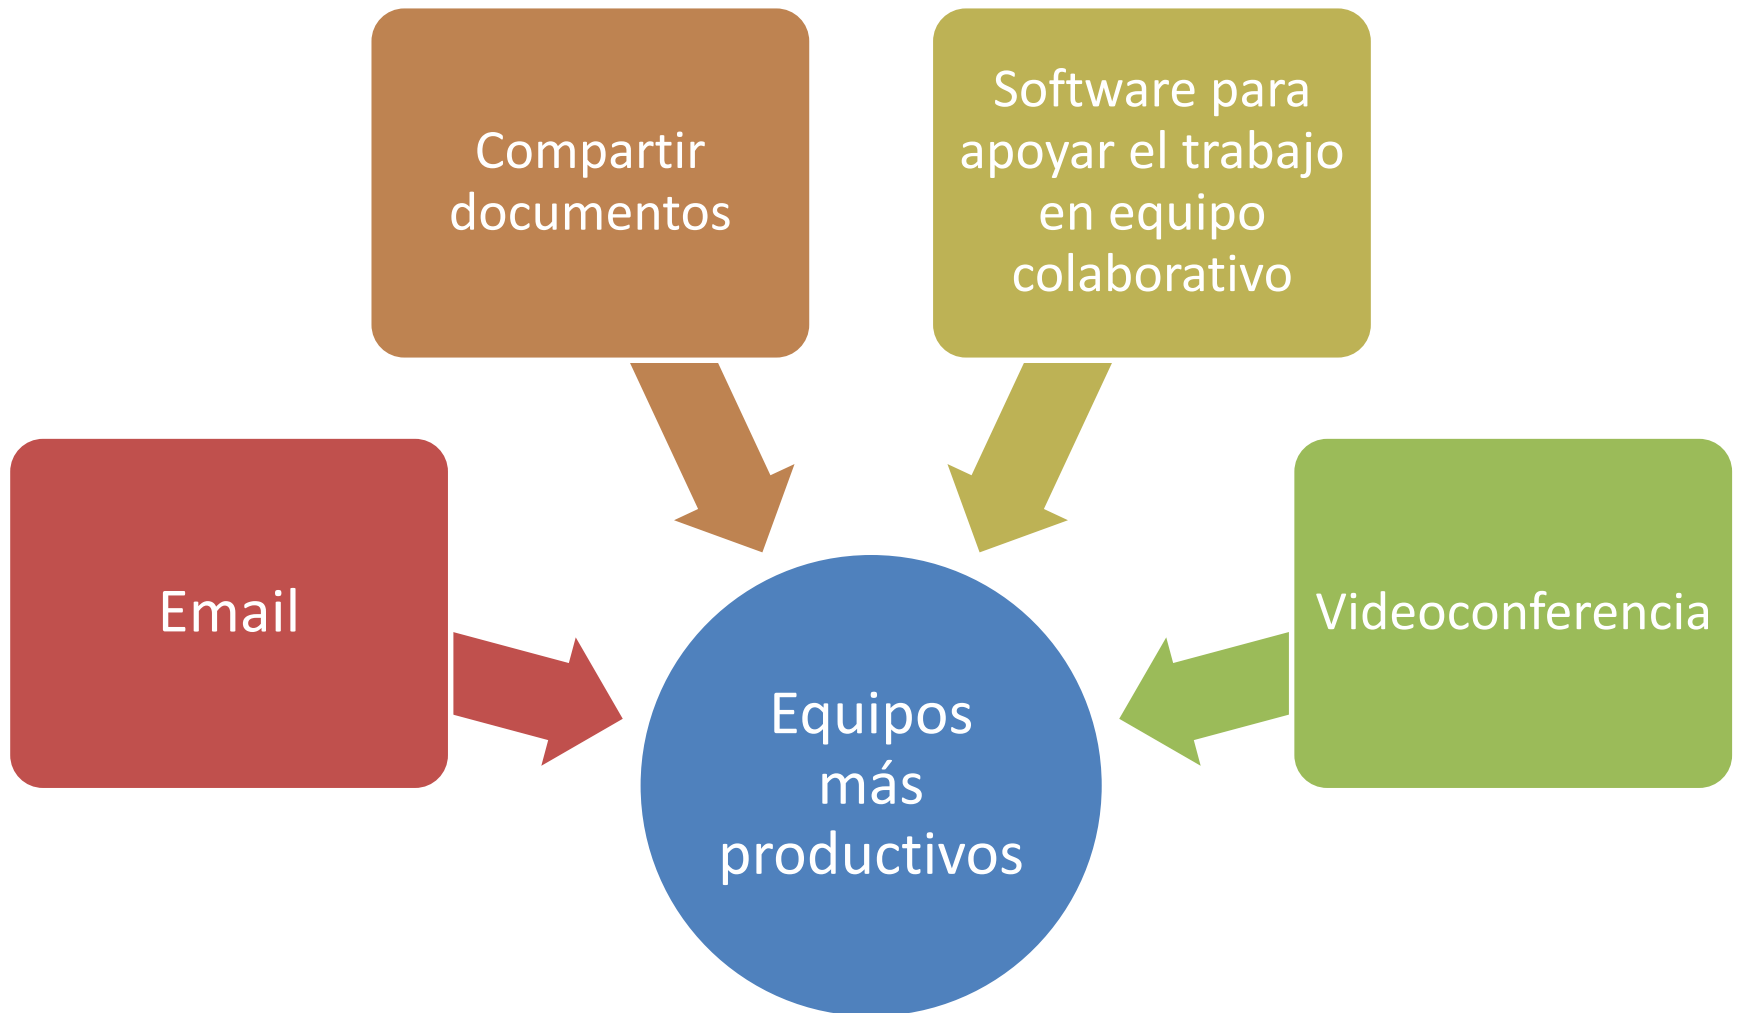 Compartir
documentos
Software para
apoyar el trabajo
en equipo
colaborativo
Email
Videoconferencia
Equipos
más
productivos